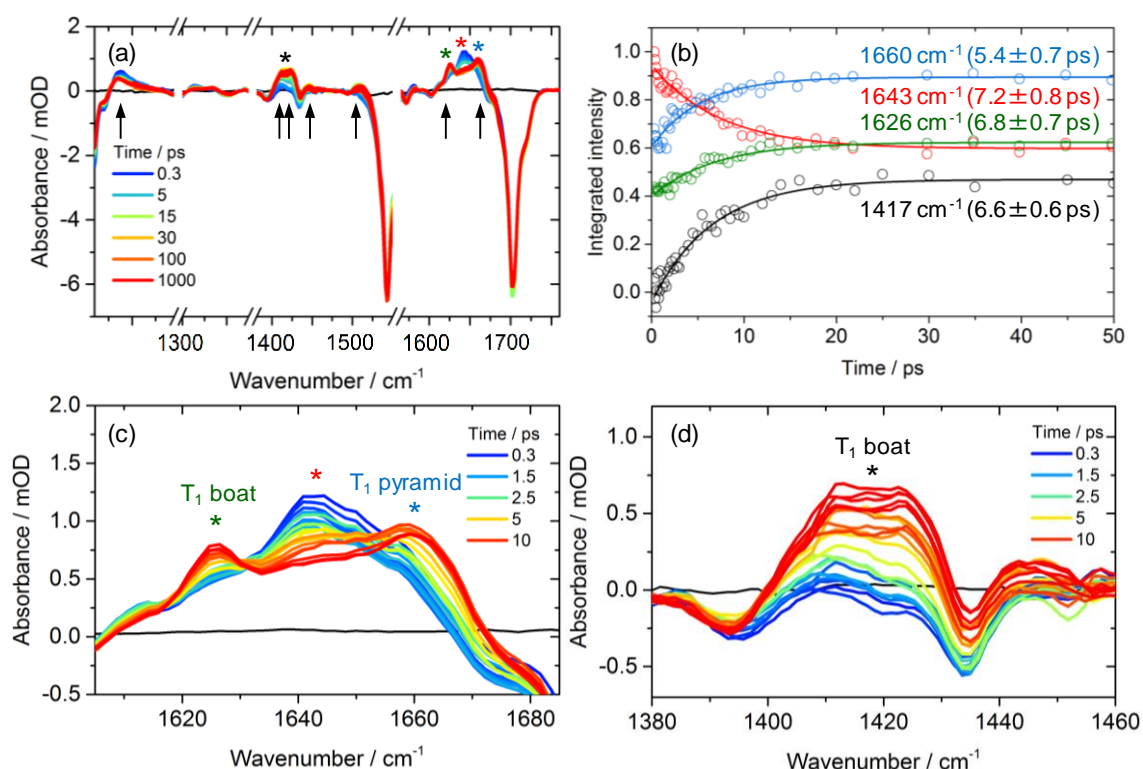 (a)
*
* * *
2
0
-2
-4
-6
Absorbance / mOD
Time / ps
0.3
5
15
30
100
1000
1300 1400 1500 1600 1700
Wavenumber / cm-1
(b)
1660 cm-1 (5.4±0.7 ps)
1643 cm-1 (7.2±0.8 ps)
1626 cm-1 (6.8±0.7 ps)
1417 cm-1 (6.6±0.6 ps)
1.0
0.8
0.6
0.4
0.2
0.0
Integrated intensity
0 10 20 30 40 50
Time / ps
(c)
T1 boat
*
*
T1 pyramid
*
Time / ps
0.3
1.5
2.5
5
10
2.0
1.5
1.0
0.5
0.0
-0.5
Absorbance / mOD
1620 1640 1660 1680
Wavenumber / cm-1
(d)
T1 boat
*
Time / ps
0.3
1.5
2.5
5
10
1.0
0.5
0.0
-0.5
Absorbance / mOD
1380 1400 1420 1440 1460
Wavenumber / cm-1